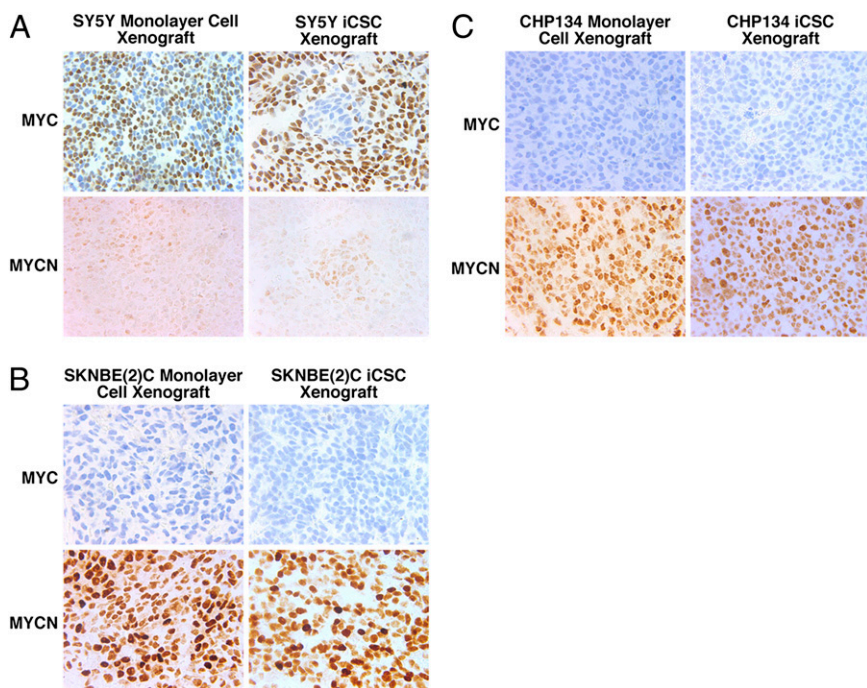 A
SY5Y Monolayer Cell
Xenograft
SY5Y iCSC
Xenograft
MYC
MYCN
B
SKNBE(2)C Monolayer
Cell Xenograft
SKNBE(2)C iCSC
Xenograft
MYC
MYCN
C
CHP134 Monolayer
Cell Xenograft
CHP134 iCSC
Xenograft
MYC
MYCN